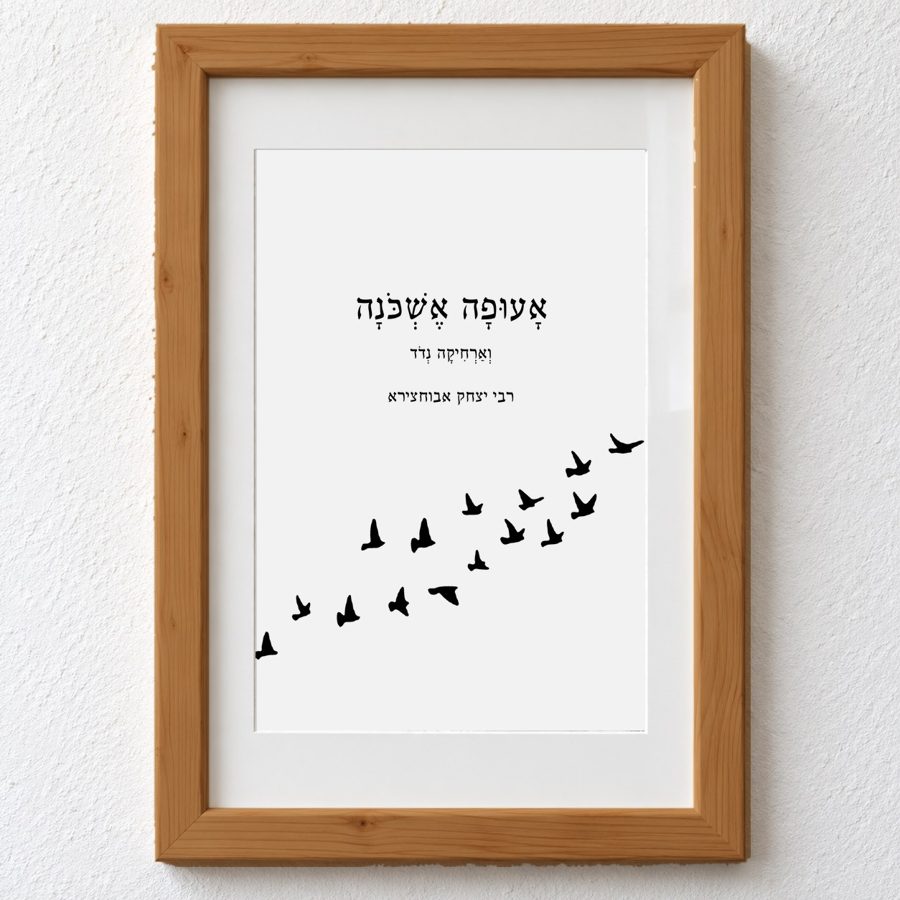 אָעוּפָה אֶשְׁכֹּנָה
וְאַרְחִיקָה נְדֹד
רבי יצחק אבוחצירא